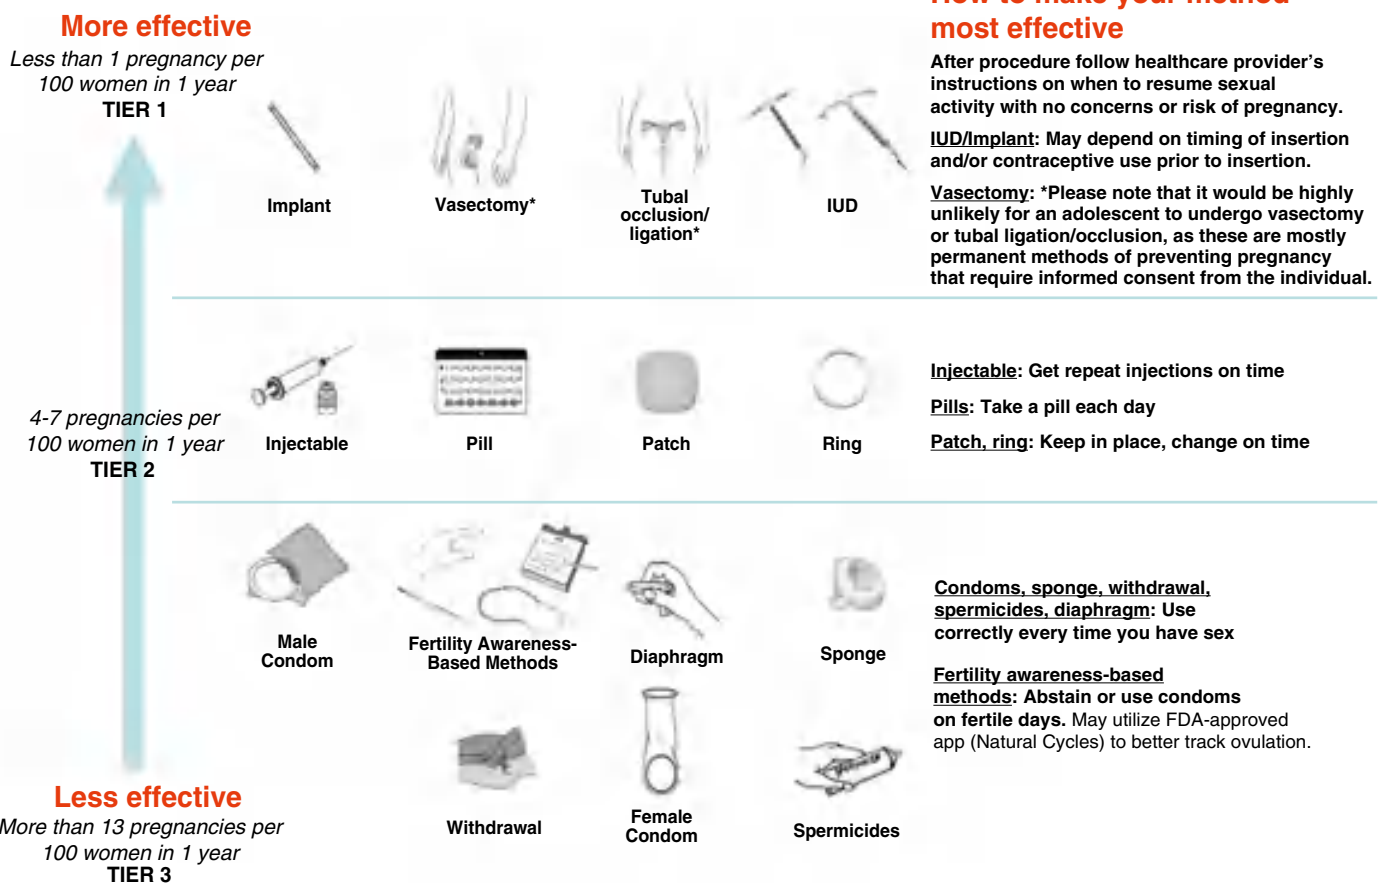 How to make your method
most effective
More effective
Less than 1 pregnancy per
100 women in 1 year
TIER 1
After procedure follow healthcare provider's
instructions on when to resume sexual
activity with no concerns or risk of pregnancy.
IUD/Implant: May depend on timing of insertion
and/or contraceptive use prior to insertion.
Vasectomy: *Please note that it would be highly
unlikely for an adolescent to undergo vasectomy
or tubal ligation/occlusion, as these are mostly
permanent methods of preventing pregnancy
that require informed consent from the individual.
Implant
Vasectomy*
Tubal
occlusion/
ligation*
IUD
4-7 pregnancies per
100 women in 1 year
TIER 2
Injectable
Pill
Patch
Ring
Injectable: Get repeat injections on time
Pills: Take a pill each day
Patch, ring: Keep in place, change on time
Male
Condom
Fertility Awareness-
Based Methods
Diaphragm
Sponge
Condoms, sponge, withdrawal,
spermicides, diaphragm: Use
correctly every time you have sex
Fertility awareness-based
methods: Abstain or use condoms
on fertile days. May utilize FDA-approved
app (Natural Cycles) to better track ovulation.
Withdrawal
Female
Condom
Spermicides
Less effective
More than 13 pregnancies per
100 women in 1 year
TIER 3